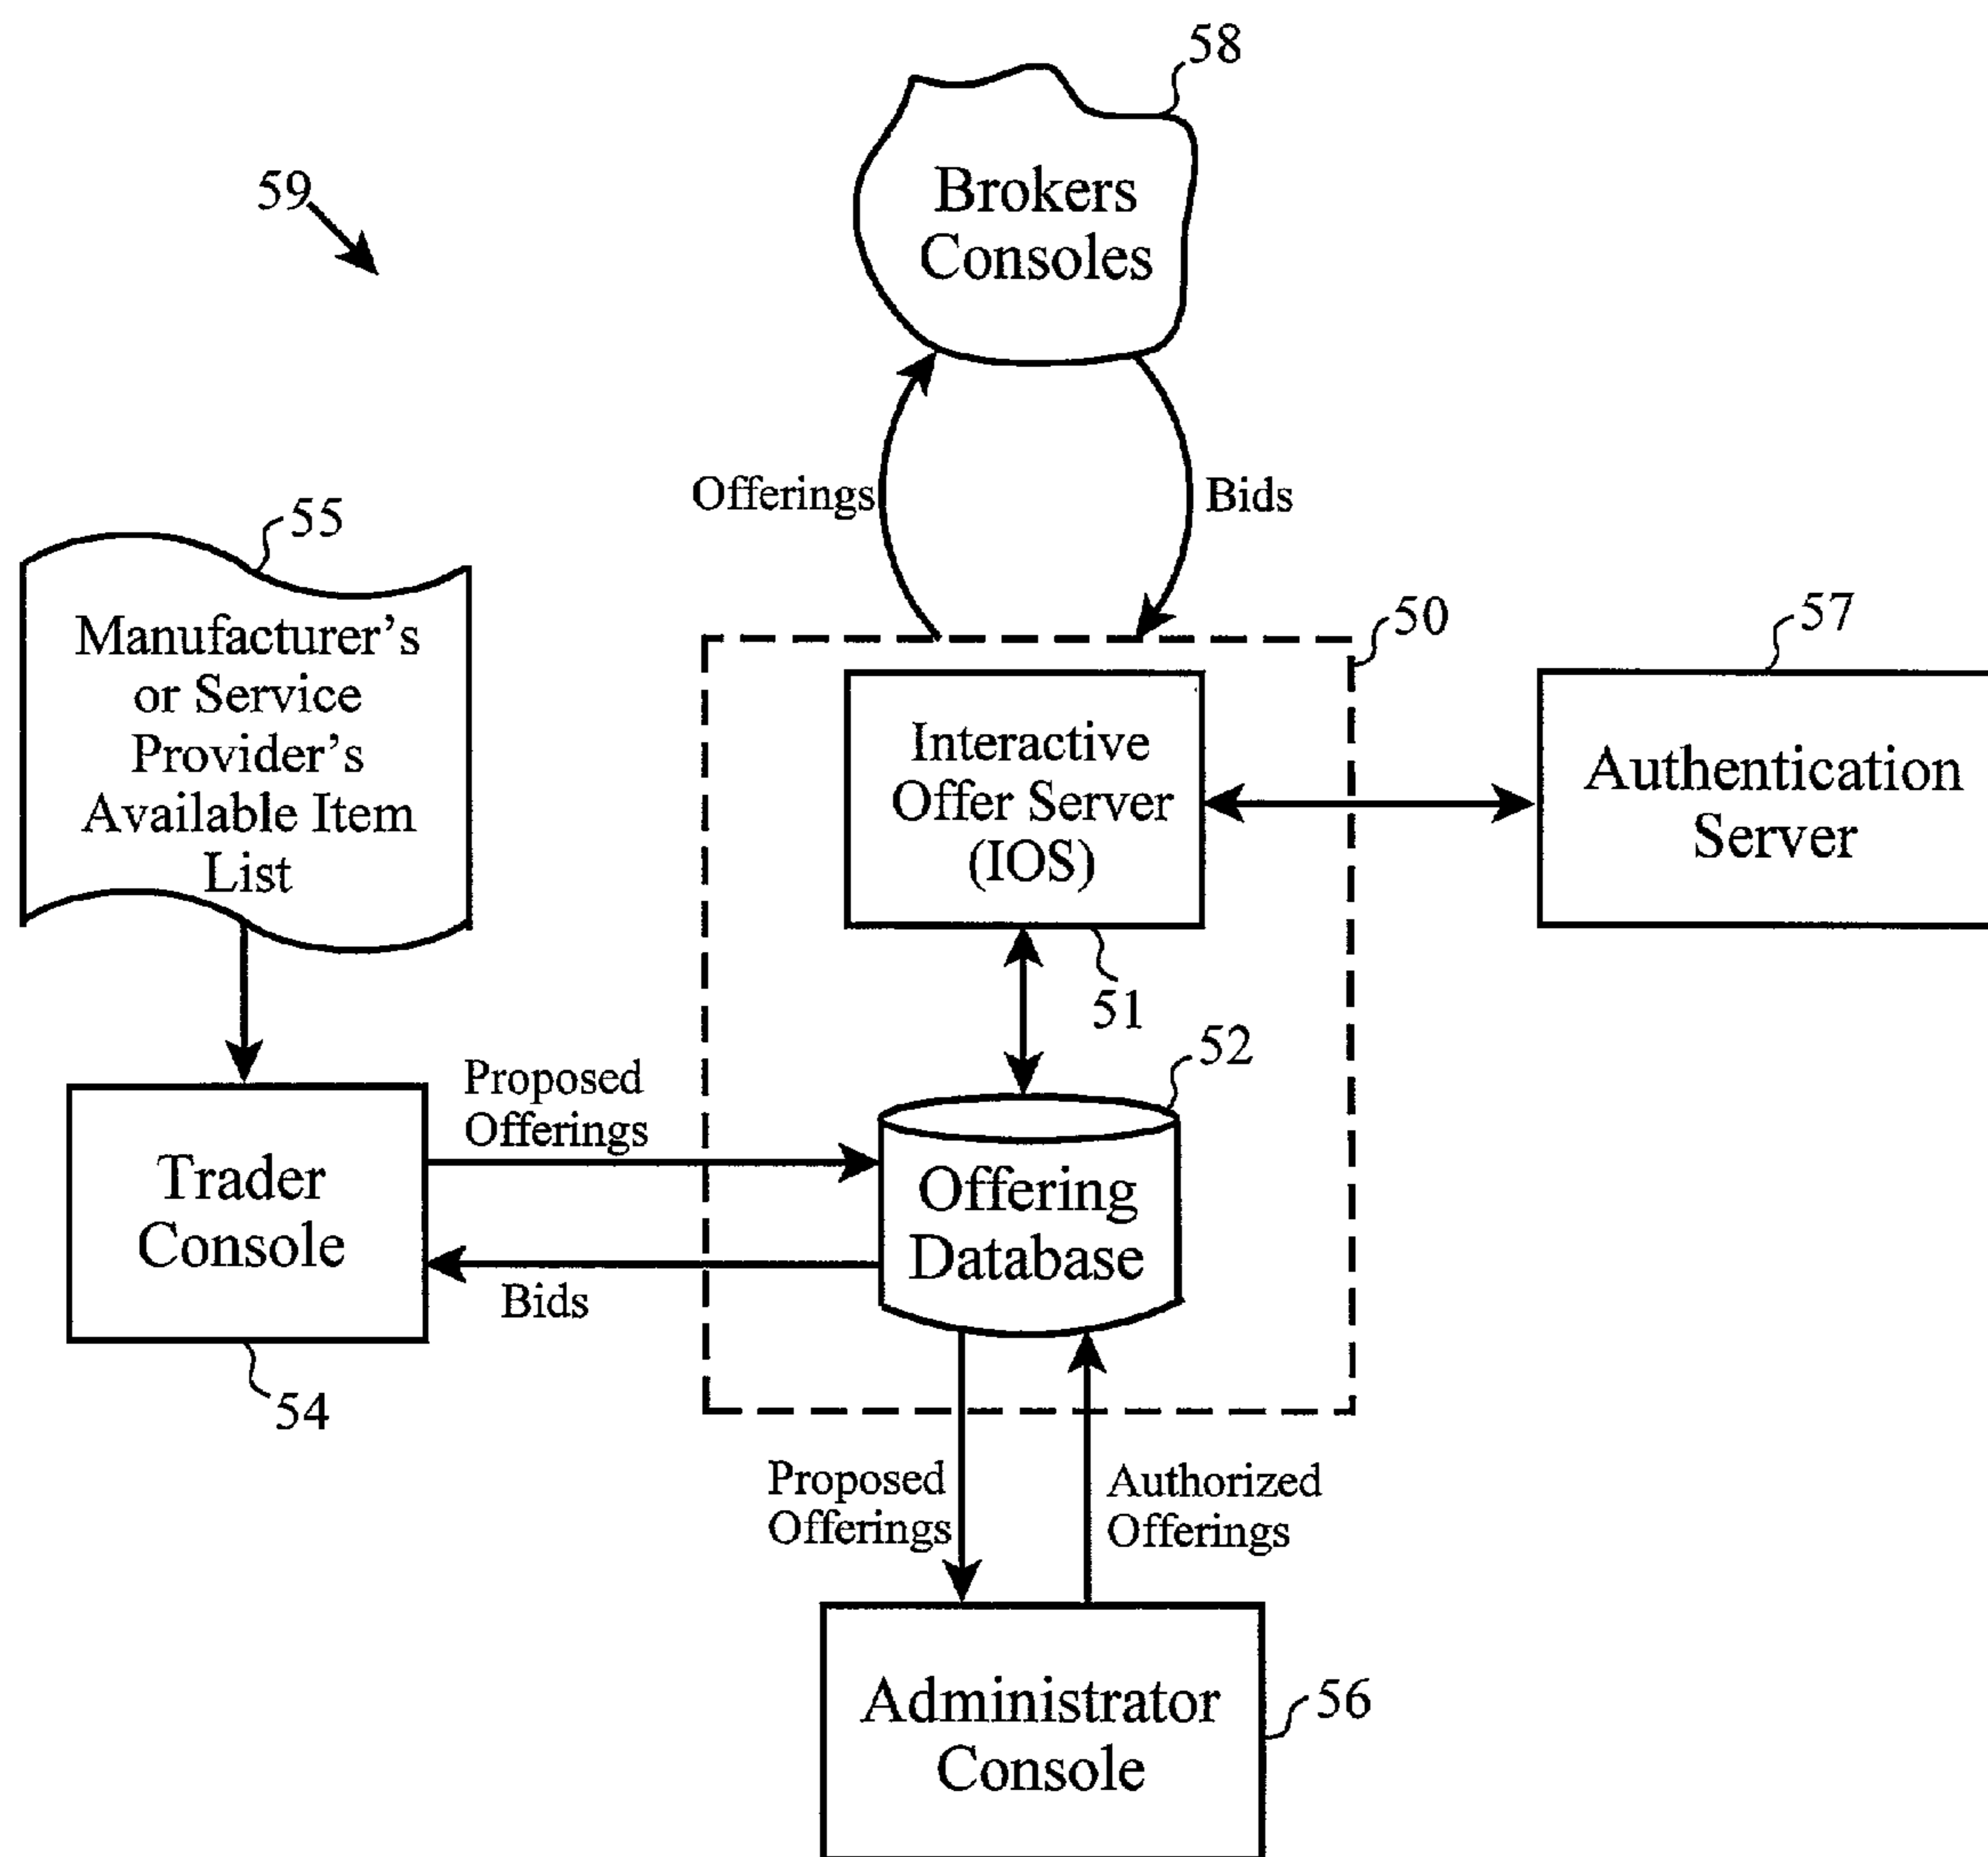 58
Brokers
Consoles
59
Offerings
Bids
55
Manufacturer's
or Service
Provider's
Available Item
List
50
57
Interactive
Offer Server
(IOS)
Authentication
Server
51
52
Proposed
Offerings
Trader
Console
Offering
Database
Bids
54
Proposed
Offerings
Authorized
Offerings
Administrator
Console
56